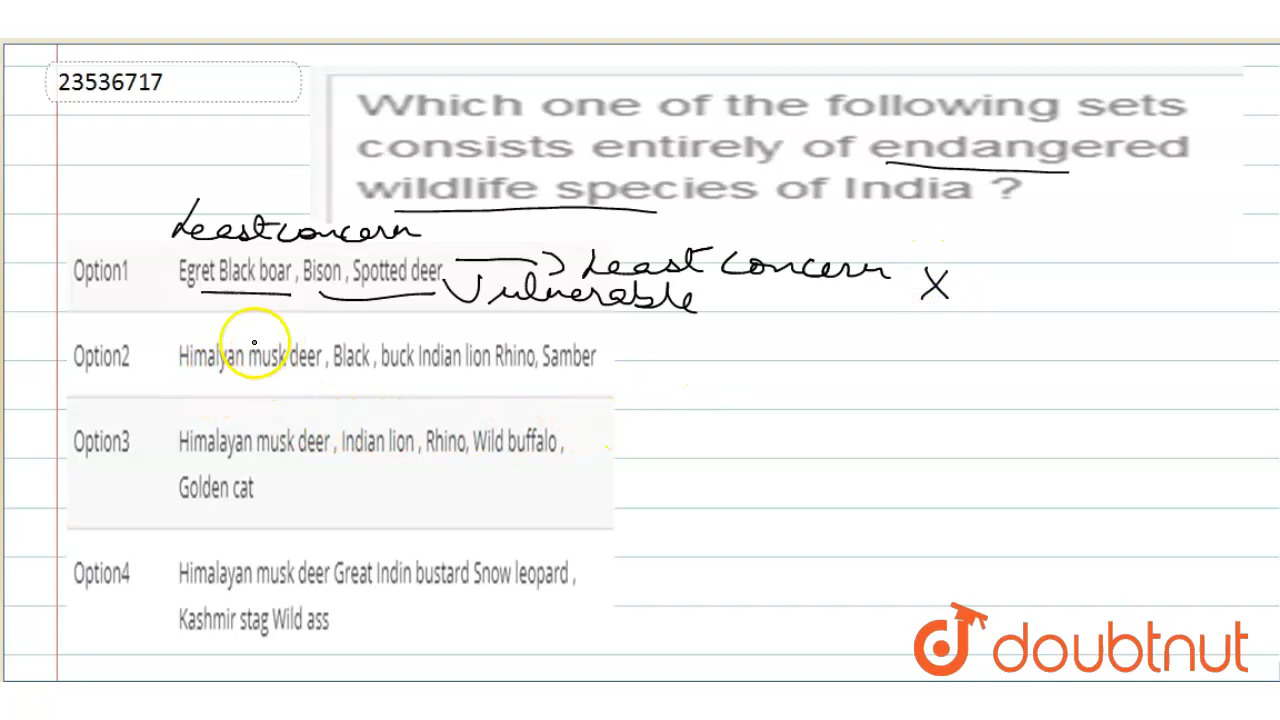 23536717
Which one of the following sets
consists entirely of endangered
wildlife species of India ?
Least concern
Option1 Egret Black boar , Bison , Spotted deer Least concern X
Vulnerable
Option2 Himalyan musk deer , Black , buck Indian lion Rhino, Samber
Option3 Himalayan musk deer , Indian lion , Rhino, Wild buffalo ,
Golden cat
Option4 Himalayan musk deer Great Indin bustard Snow leopard ,
Kashmir stag Wild ass
doubtnut